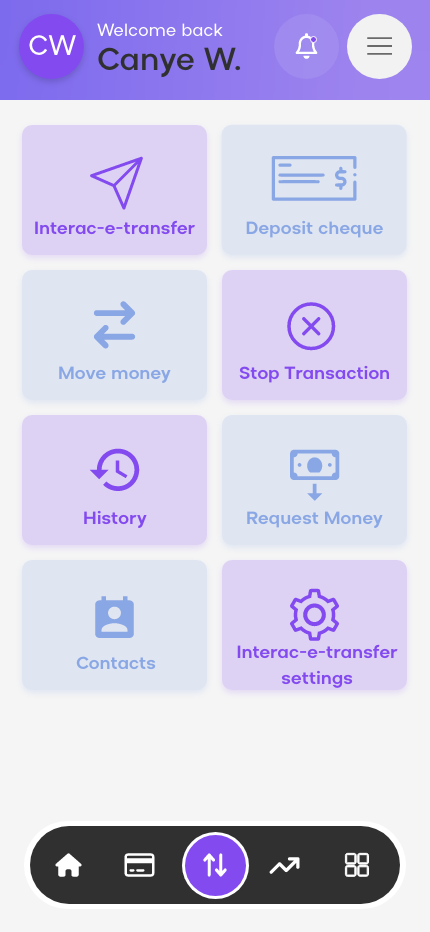 CW
Welcome back
Canye W.
Interac-e-transfer
Deposit cheque
$
Move money
Stop Transaction
History
Request Money
Contacts
Interac-e-transfer
settings